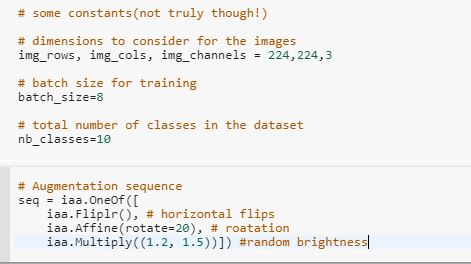 # some constants(not truly though!)
# dimensions to consider for the images
img_rows, img_cols, img_channels = 224,224,3
# batch size for training
batch_size=8
# total number of classes in the dataset
nb_classes=10
# Augmentation sequence
seq = iaa.OneOf([
    iaa.Fliplr(), # horizontal flips
    iaa.Affine(rotate=20), # roatation
    iaa.Multiply((1.2, 1.5))]) #random brightness